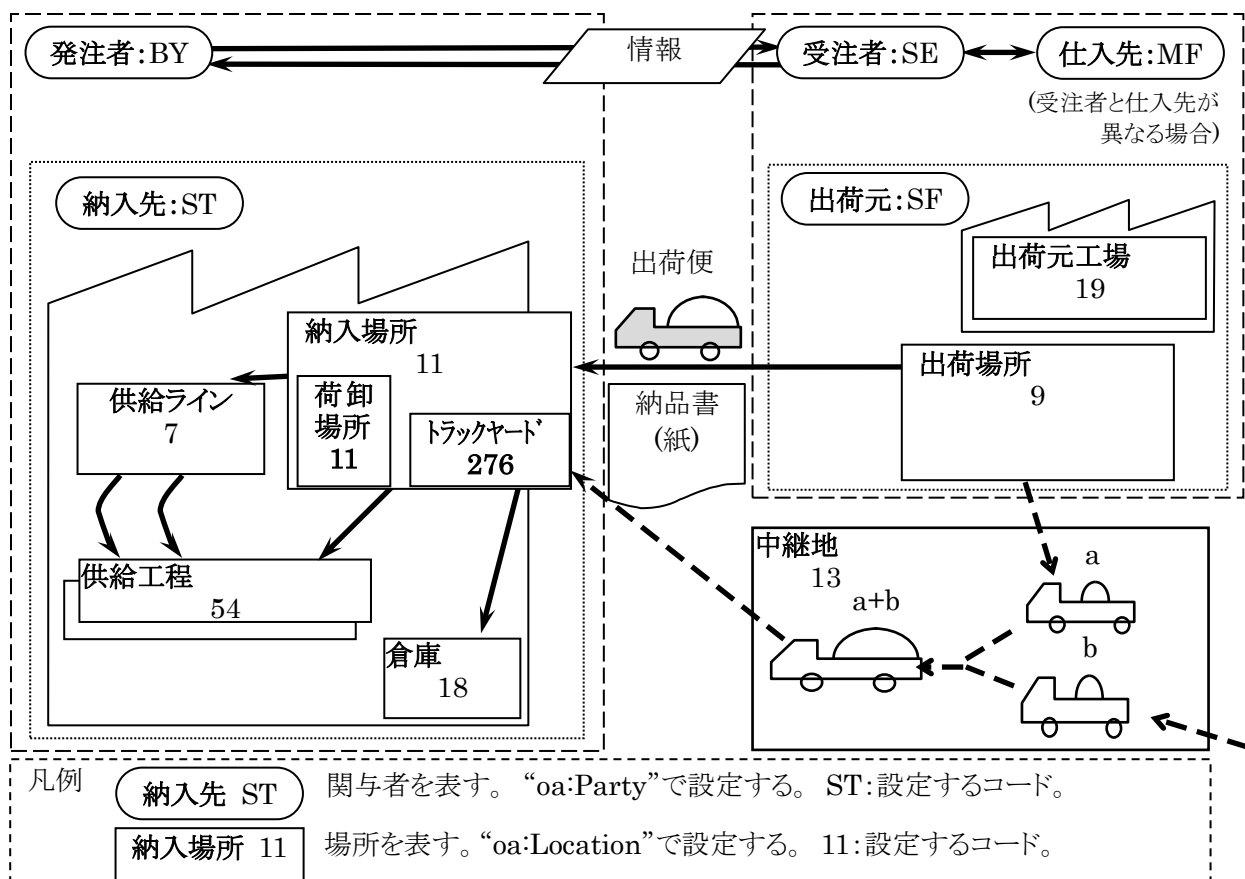 発注者:BY
情報
受注者:SE
仕入先:MF
(受注者と仕入先が
異なる場合)
納入先:ST
出荷元:SF
出荷元工場
19
出荷便
納入場所
11
出荷場所
9
供給ライン
7
荷卸
場所
11
トラックヤード
276
納品書
(紙)
中継地
13
a
a+b
b
供給工程
54
倉庫
18
凡例
納入先 ST
関与者を表す。 “oa:Party”で設定する。 ST:設定するコード。
納入場所 11
場所を表す。“oa:Location”で設定する。 11:設定するコード。